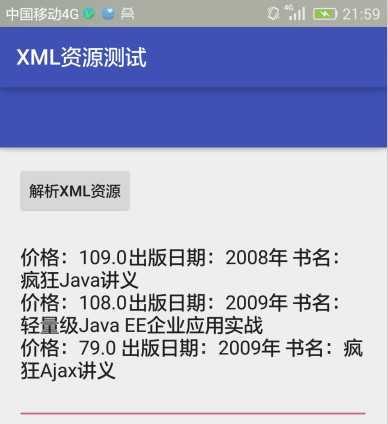 中国移动4G 4G 21:59
XML资源测试
解析XML资源
价格：109.0出版日期：2008年 书名：
疯狂Java讲义
价格：108.0出版日期：2009年 书名：
轻量级Java EE企业应用实战
价格：79.0 出版日期：2009年 书名：疯
狂Ajax讲义